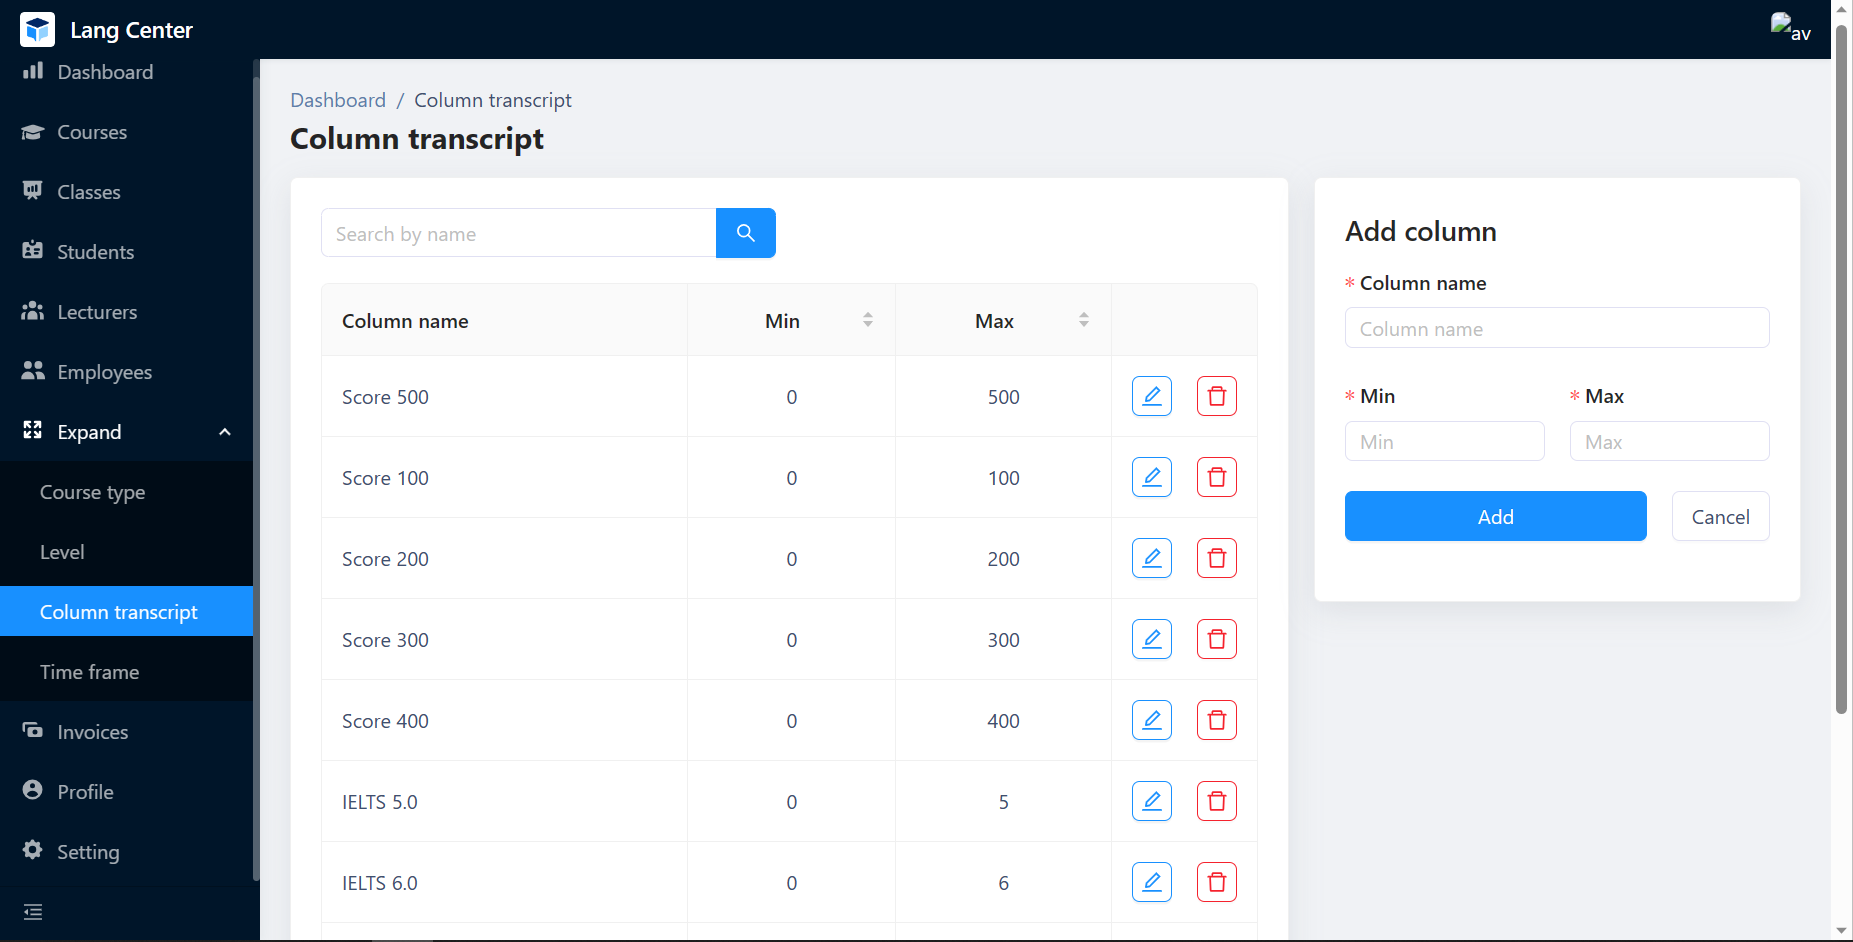 Lang Center
av
Dashboard
Courses
Classes
Students
Lecturers
Employees
Expand
Course type
Level
Column transcript
Time frame
Invoices
Profile
Setting
Dashboard / Column transcript
Column transcript
Search by name
Column name Min Max
Score 500 0 500
Score 100 0 100
Score 200 0 200
Score 300 0 300
Score 400 0 400
IELTS 5.0 0 5
IELTS 6.0 0 6
Add column
* Column name
Column name
* Min * Max
Min Max
Add Cancel